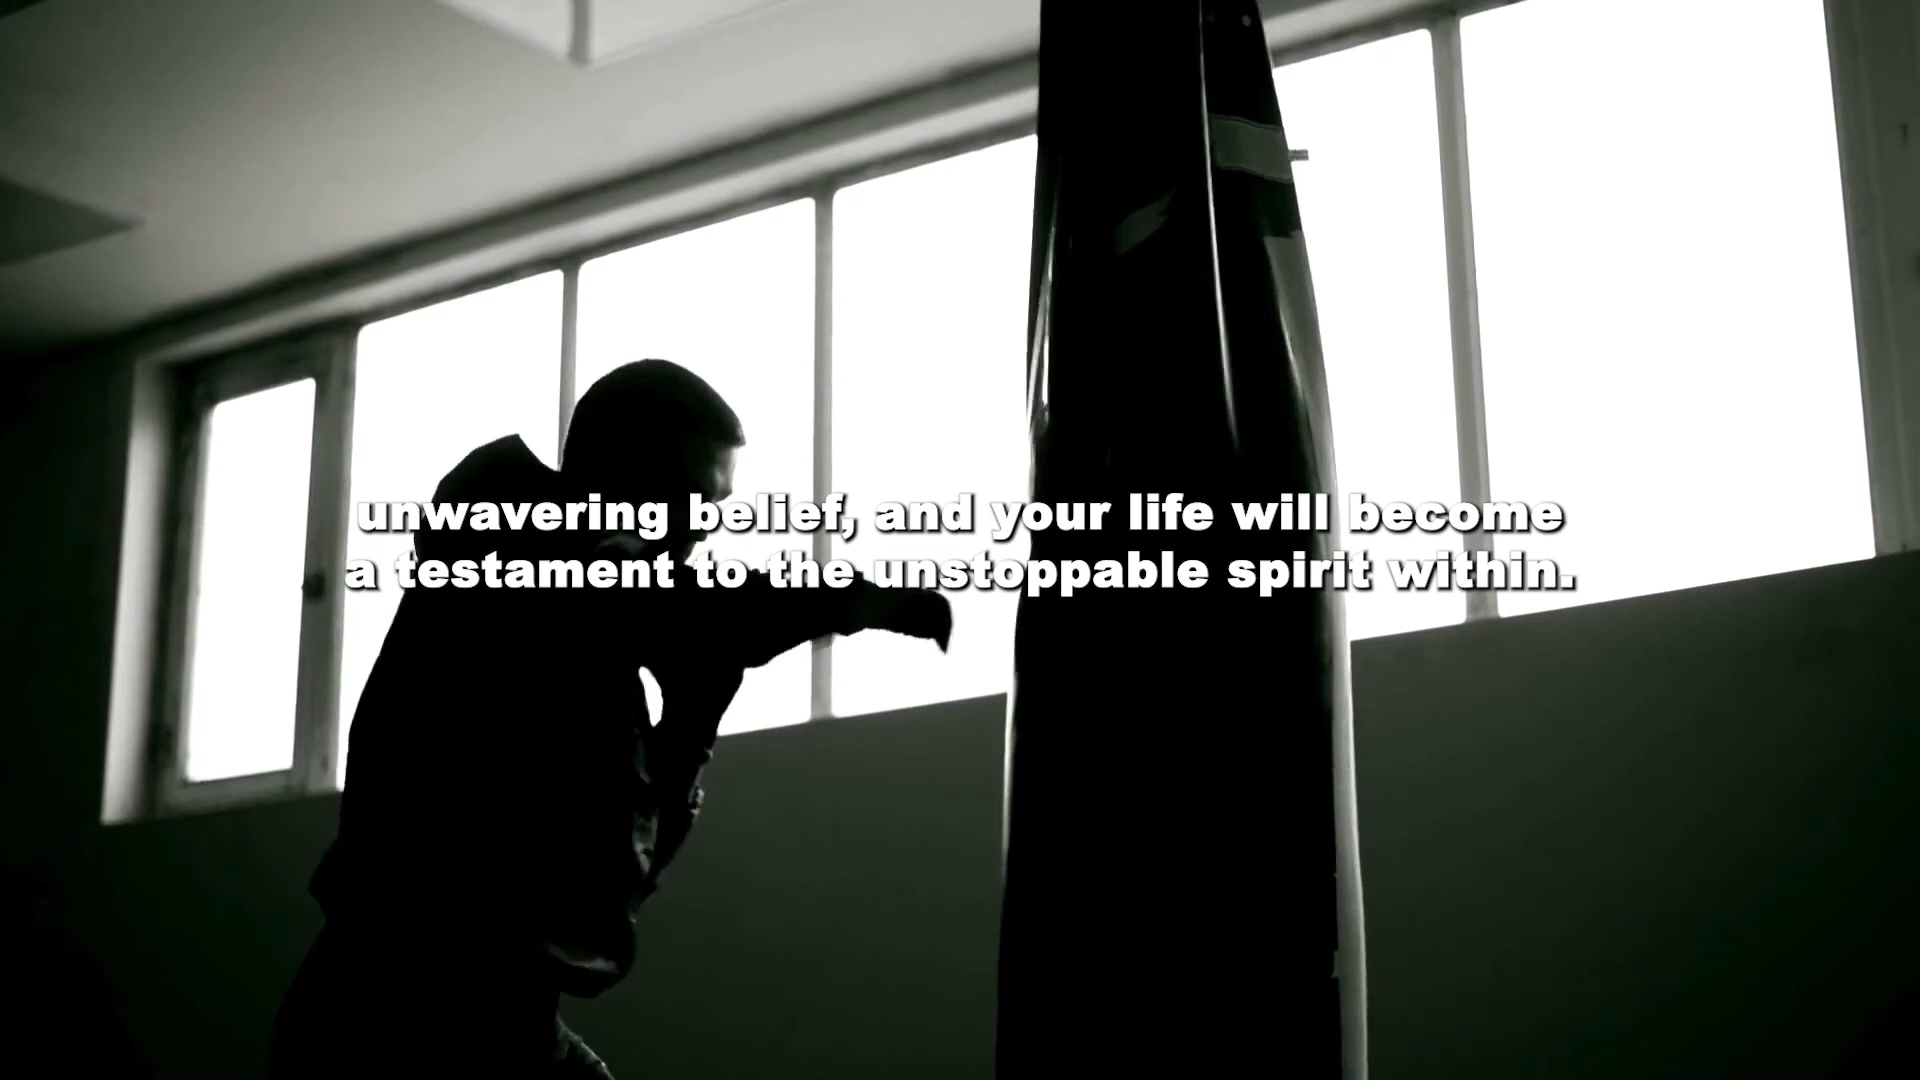 unwavering belief, and your life will become
a testament to the unstoppable spirit within.